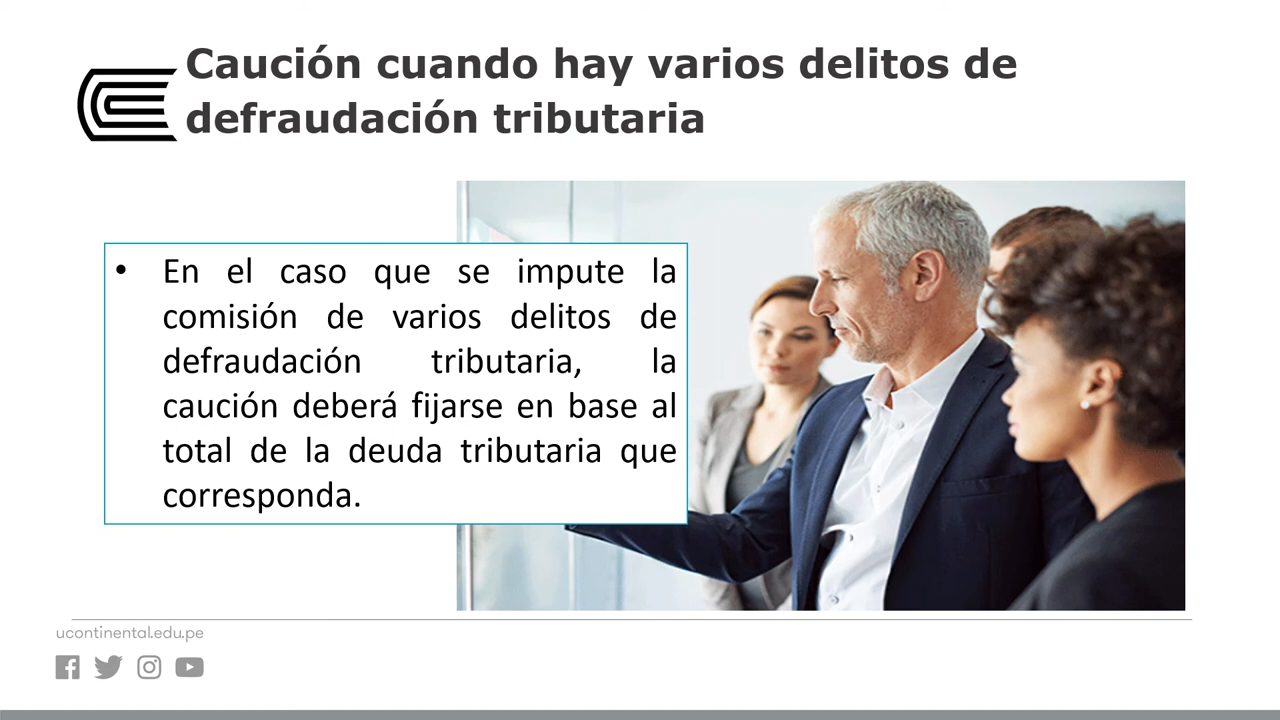 Caución cuando hay varios delitos de
defraudación tributaria
• En el caso que se impute la
comisión de varios delitos de
defraudación tributaria, la
caución deberá fijarse en base al
total de la deuda tributaria que
corresponda.
ucontinental.edu.pe